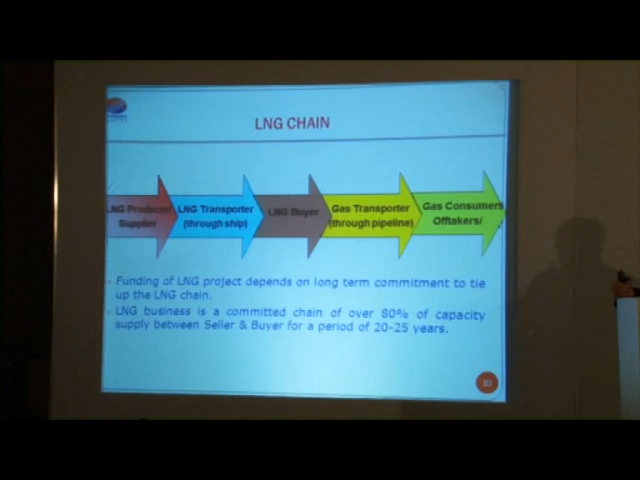 LNG CHAIN
LNG Producer/ LNG Transporter LNG Buyer Gas Transporter Gas Consumers
Supplier (through ship) (through pipeline) Offtakers/
Funding of LNG project depends on long term commitment to tie
up the LNG chain.
LNG business is a committed chain of over 80% of capacity
supply between Seller & Buyer for a period of 20-25 years.
10